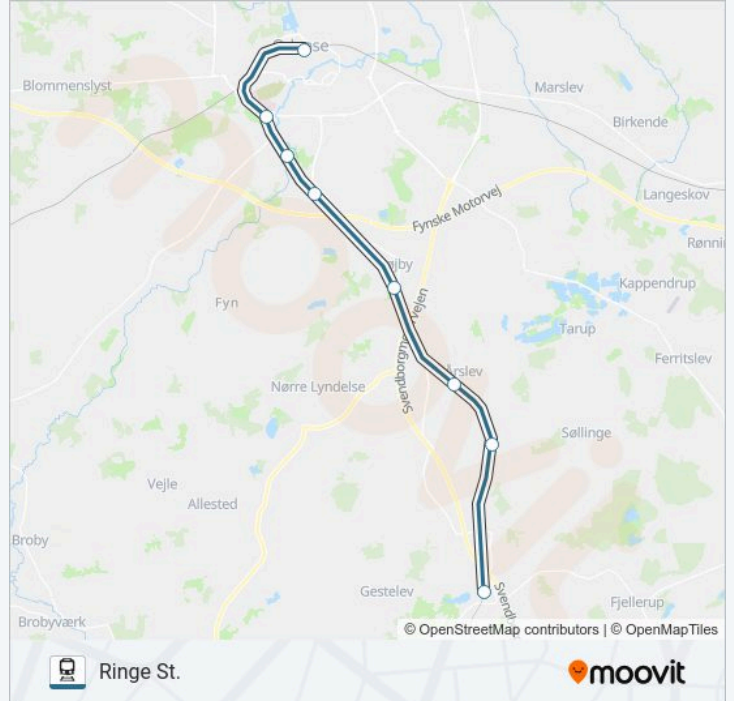 Blommenslyst
Marslev
Birkende
Langeskov
Fynske Motorvej
Kappendrup
Fyn
Tarup
Ferritslev
Årslev
Nørre Lyndelse
Søllinge
Vejle
Allested
Broby
Gestelev
Fjellerup
Brobyværk
© OpenStreetMap contributors | © OpenMapTiles
Ringe St.
moovit